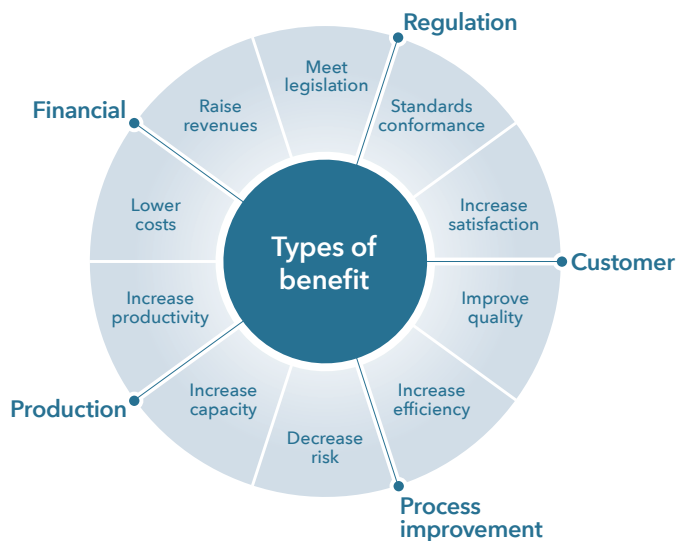 Regulation
Meet
legislation
Standards
conformance
Raise
revenues
Financial
Lower
costs
Increase
satisfaction
Types of
benefit
Customer
Increase
productivity
Improve
quality
Production
Increase
capacity
Increase
efficiency
Decrease
risk
Process
improvement